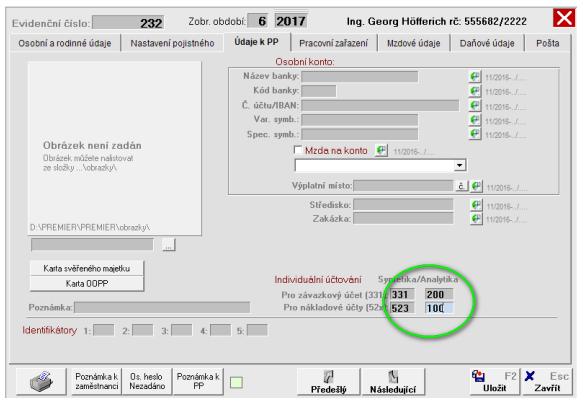 Evidenční číslo: 232 Zobr. období: 6 2017 Ing. Georg Höfferich rč: 555682/2222
Osobní a rodinné údaje Nastavení pojistného Údaje k PP Pracovní zařazení Mzdové údaje Daňové údaje Pošta
Osobní konto:
Název banky: 11/2016-../....
Kód banky: 11/2016-../....
Č. účtu/IBAN: 11/2016-../....
Var. symb.: 11/2016-../....
Spec. symb.: 11/2016-../....
Mzda na konto 11/2016-../....
Výplatní místo: č. 11/2016-../....
Středisko: 11/2016-../....
Zakázka: 11/2016-../....
Obrázek není zadán
Obrázek můžete nalistovat
ze složky ...\obrazky\
D:\PREMIER\PREMIER\obrazky\
...
Karta svěřeného majetku
Karta OOPP
Individuální účtování Syntetika/Analytika
Pro závazkový účet (331): 331 200
Pro nákladové účty (52x): 523 100
Poznámka:
Identifikátory 1: 2: 3: 4: 5:
Poznámka k zaměstnanci
Os. heslo Nezadáno
Poznámka k PP
Předešlý
Následující
F2 Uložit
Esc Zavřít